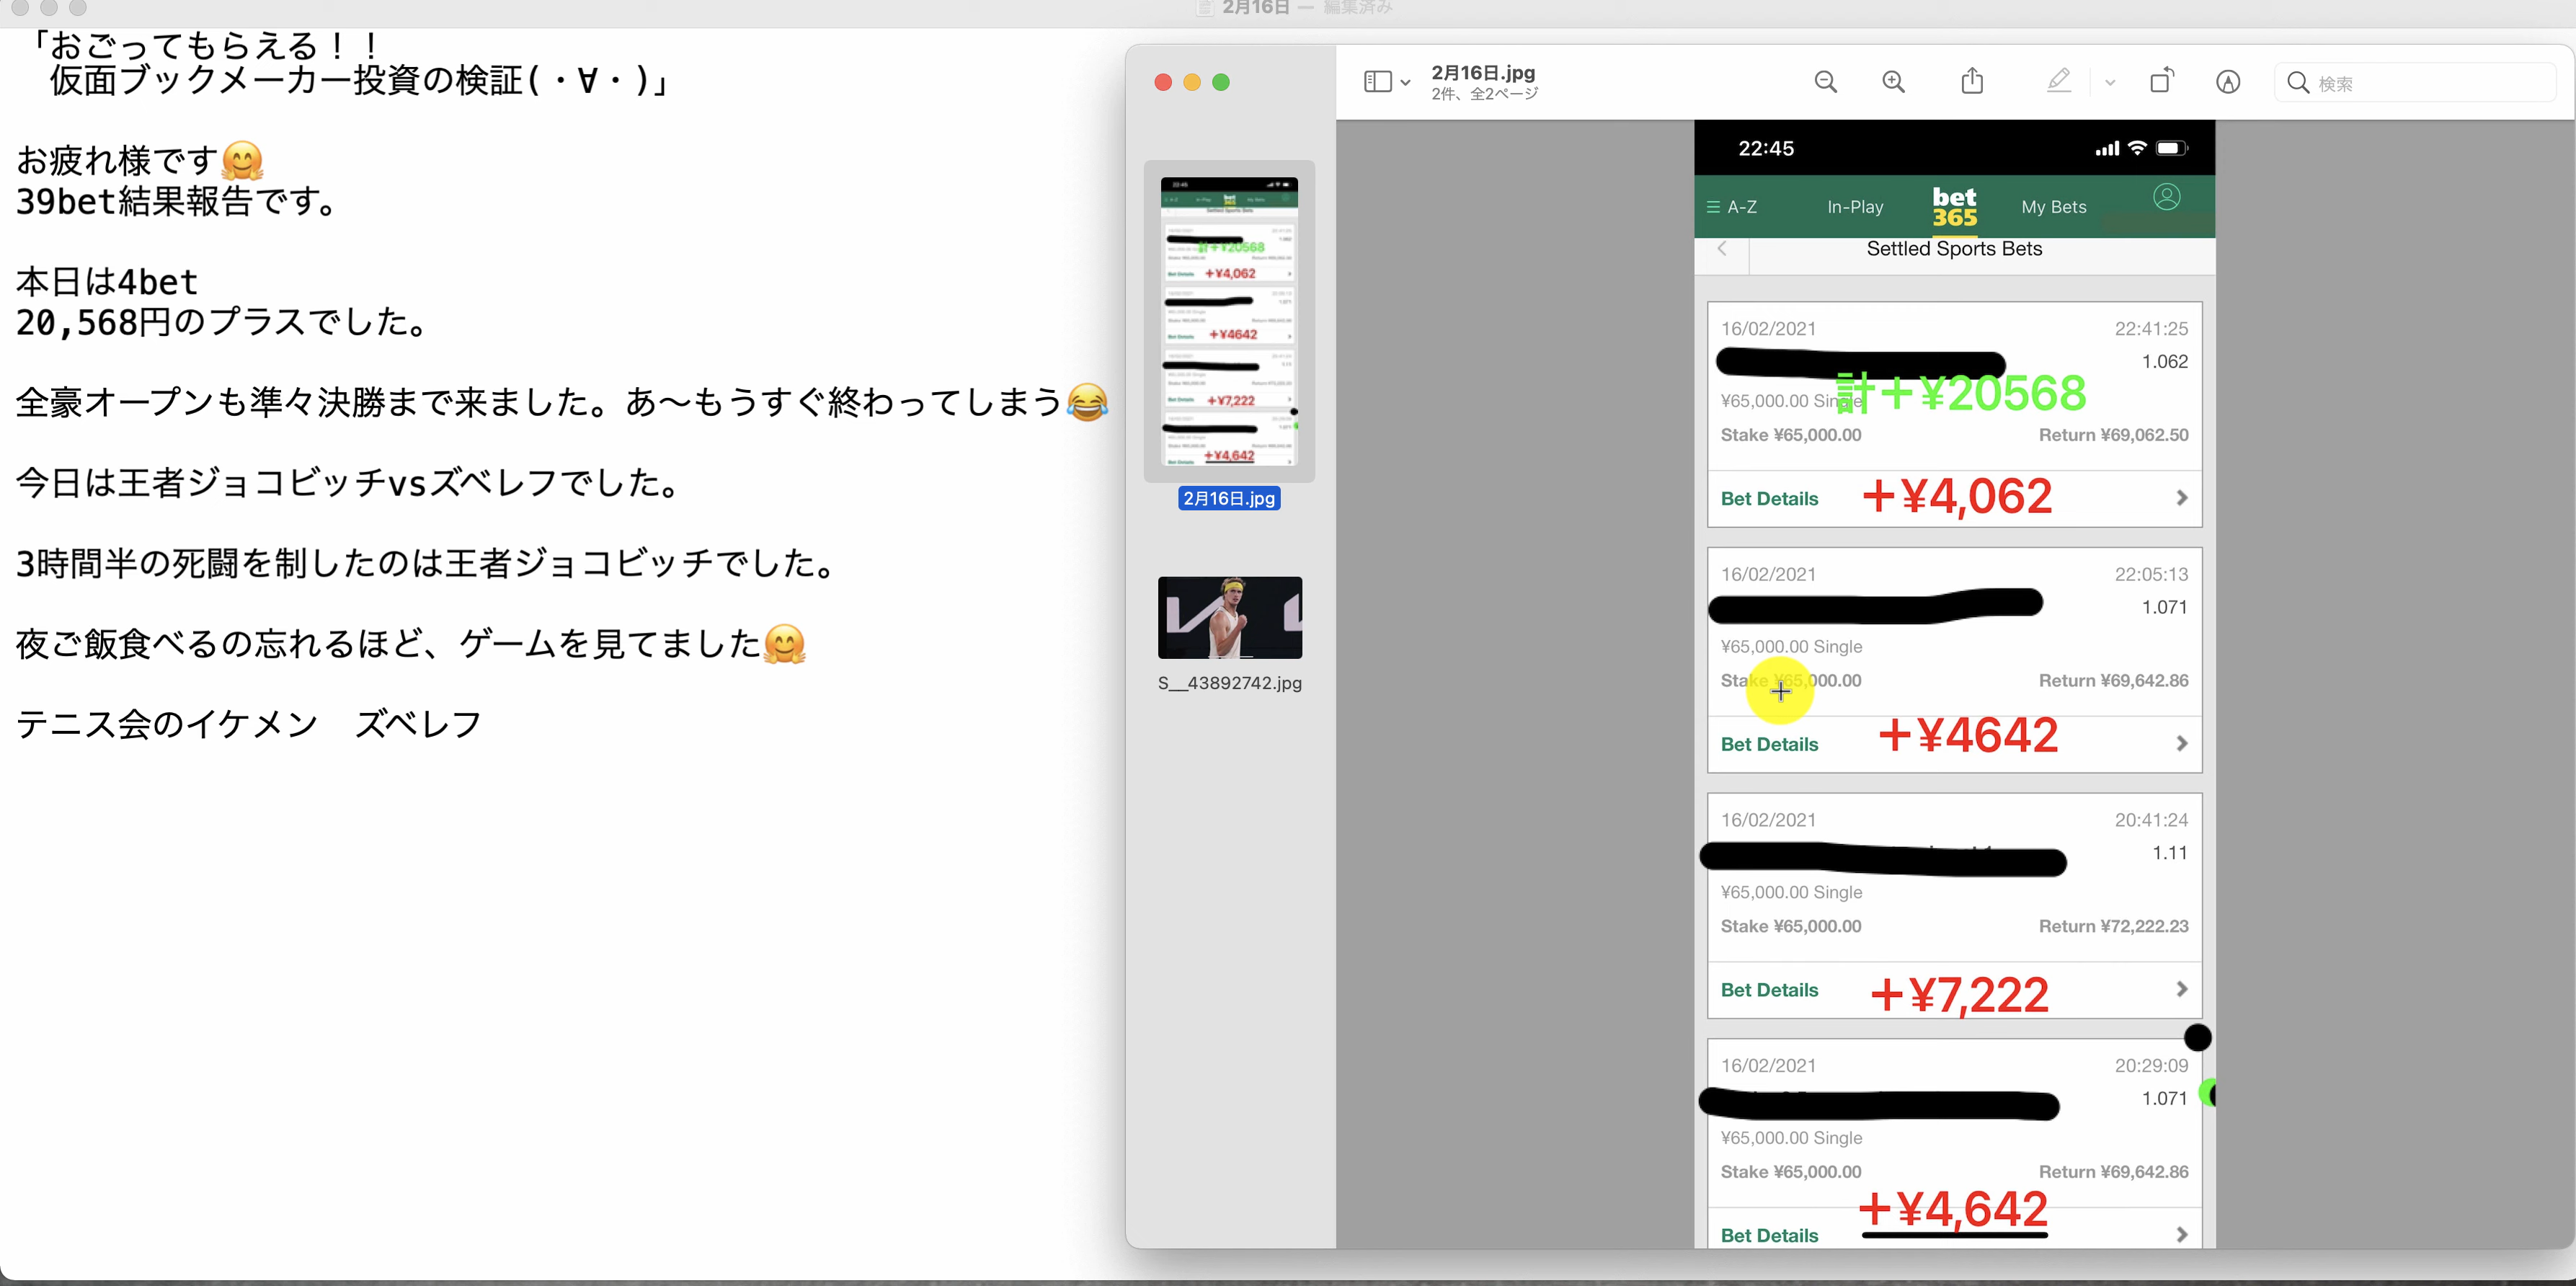 2月16日 — 編集済み
「おごってもらえる！！
仮面ブックメーカー投資の検証(・∀・)」
お疲れ様です🤗
39bet結果報告です。
本日は4bet
20,568円のプラスでした。
全豪オープンも準々決勝まで来ました。あ〜もうすぐ終わってしまう😂
今日は王者ジョコビッチvsズベレフでした。
3時間半の死闘を制したのは王者ジョコビッチでした。
夜ご飯食べるの忘れるほど、ゲームを見てました🤗
テニス会のイケメン　ズベレフ
2月16日.jpg
2件、全2ページ
検索
2月16日.jpg
S__43892742.jpg
22:45
A-Z
In-Play
bet
365
My Bets
Settled Sports Bets
16/02/2021
22:41:25
1.062
計＋¥20568
¥65,000.00 Single
Stake ¥65,000.00
Return ¥69,062.50
Bet Details
＋¥4,062
16/02/2021
22:05:13
1.071
¥65,000.00 Single
Stake ¥65,000.00
Return ¥69,642.86
Bet Details
＋¥4642
16/02/2021
20:41:24
1.11
¥65,000.00 Single
Stake ¥65,000.00
Return ¥72,222.23
Bet Details
＋¥7,222
16/02/2021
20:29:09
1.071
¥65,000.00 Single
Stake ¥65,000.00
Return ¥69,642.86
Bet Details
＋¥4,642